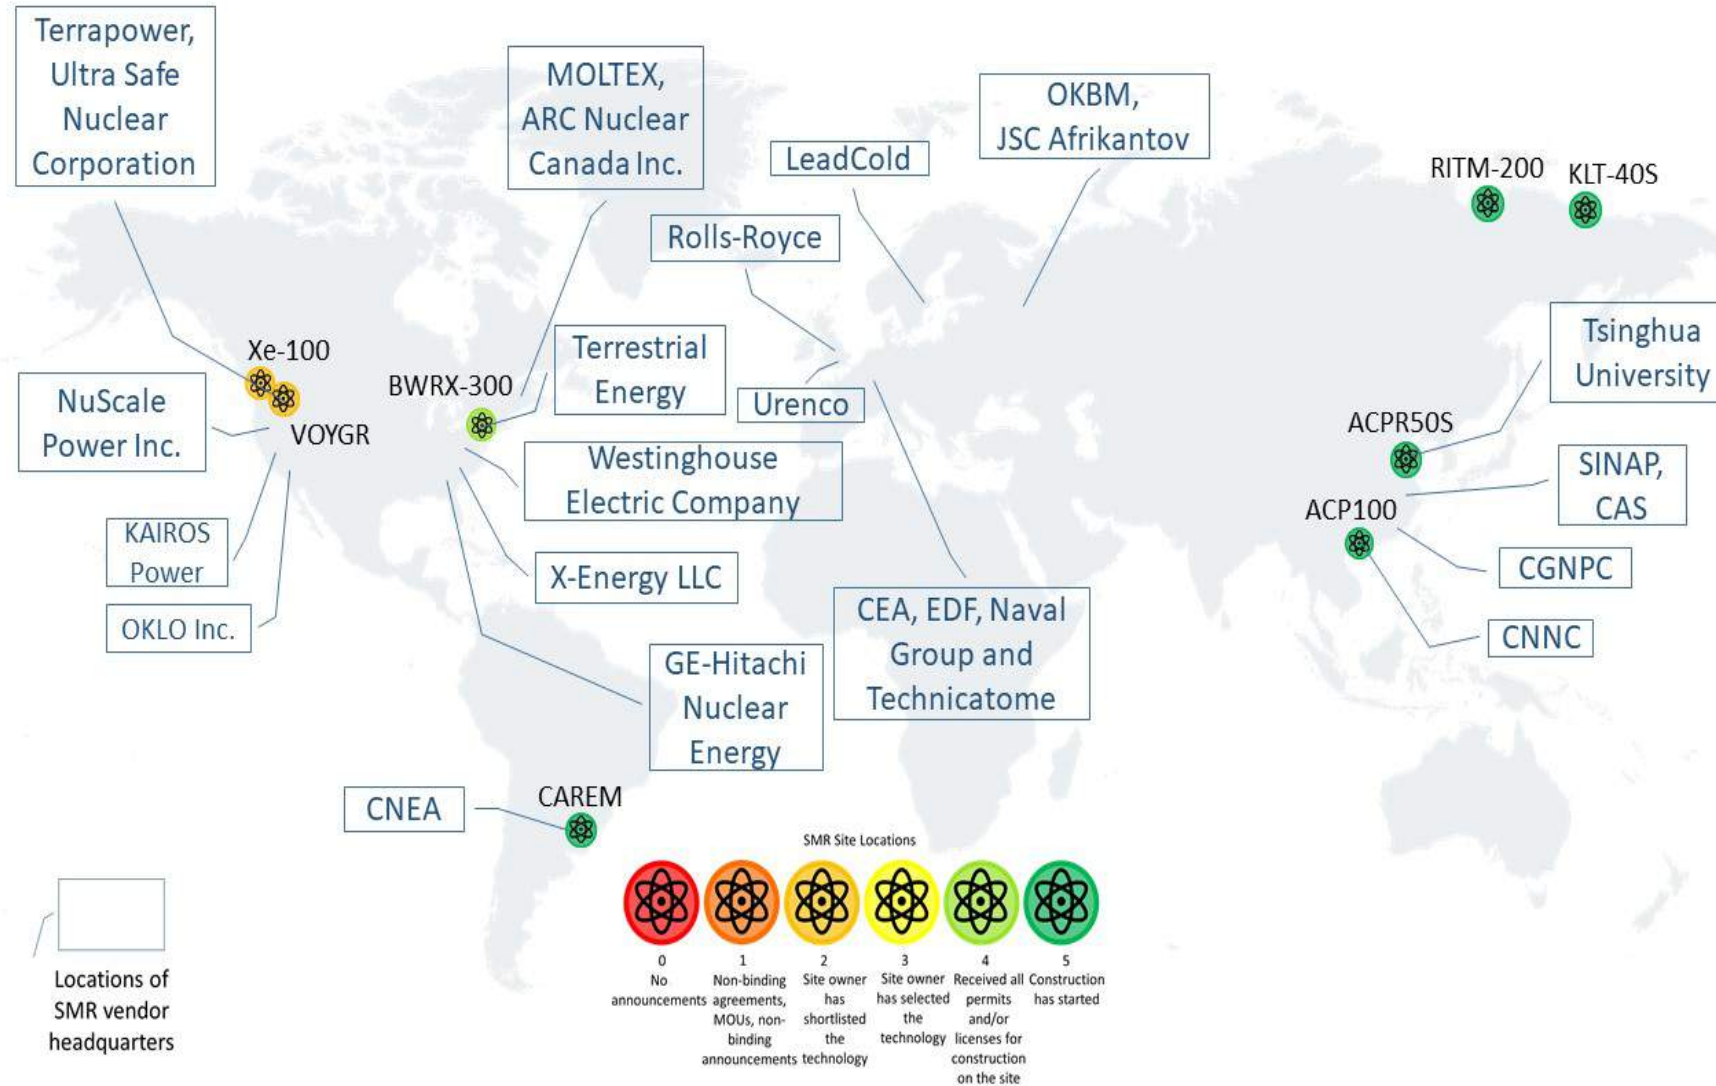 Terrapower,
Ultra Safe
Nuclear
Corporation
MOLTEX,
ARC Nuclear
Canada Inc.
LeadCold
OKBM,
JSC Afrikantov
RITM-200
KLT-40S
Rolls-Royce
Xe-100
BWRX-300
Terrestrial
Energy
Tsinghua
University
NuScale
Power Inc.
VOYGR
Urenco
ACPR50S
Westinghouse
Electric Company
SINAP,
CAS
ACP100
KAIROS
Power
X-Energy LLC
CGNPC
OKLO Inc.
CEA, EDF, Naval
Group and
Technicatome
CNNC
GE-Hitachi
Nuclear
Energy
CNEA
CAREM
SMR Site Locations
0
No
announcements
1
Non-binding
agreements,
MOUs, non-
binding
announcements
2
Site owner
has
shortlisted
the
technology
3
Site owner
has selected
the
technology
4
Received all
permits
and/or
licenses for
construction
on the site
5
Construction
has started
Locations of
SMR vendor
headquarters